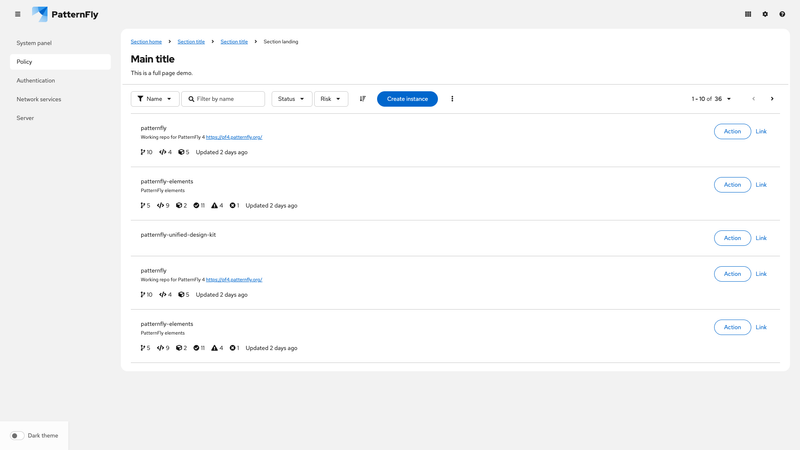 PatternFly
System panel
Policy
Authentication
Network services
Server
Section home Section title Section title Section landing
Main title
This is a full page demo.
Name Filter by name Status Risk Create instance 1 - 10 of 36
patternfly
Working repo for PatternFly 4 https://pf4.patternfly.org/
10 4 5 Updated 2 days ago
Action Link
patternfly-elements
PatternFly elements
5 9 2 11 4 1 Updated 2 days ago
Action Link
patternfly-unified-design-kit
Action Link
patternfly
Working repo for PatternFly 4 https://pf4.patternfly.org/
10 4 5 Updated 2 days ago
Action Link
patternfly-elements
PatternFly elements
5 9 2 11 4 1 Updated 2 days ago
Action Link
Dark theme